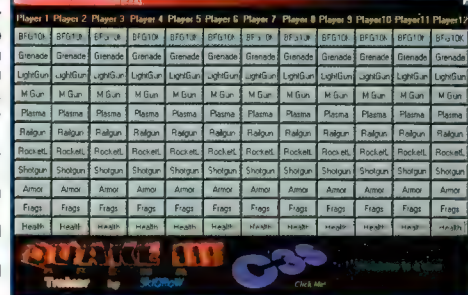 Player 1 Player 2 Player 3 Player 4 Player 5 Player 6 Player 7 Player 8 Player 9 Player10 Player11 Player12
BFG10K BFG10K BFG10K BFG10K BFG10K BFG10K BFG10K BFG10K BFG10K BFG10K BFG10K BFG10K
Grenade Grenade Grenade Grenade Grenade Grenade Grenade Grenade Grenade Grenade Grenade Grenade
LightGun LightGun LightGun LightGun LightGun LightGun LightGun LightGun LightGun LightGun LightGun LightGun
M Gun M Gun M Gun M Gun M Gun M Gun M Gun M Gun M Gun M Gun M Gun M Gun
Plasma Plasma Plasma Plasma Plasma Plasma Plasma Plasma Plasma Plasma Plasma Plasma
Railgun Railgun Railgun Railgun Railgun Railgun Railgun Railgun Railgun Railgun Railgun Railgun
RocketL RocketL RocketL RocketL RocketL RocketL RocketL RocketL RocketL RocketL RocketL RocketL
Shotgun Shotgun Shotgun Shotgun Shotgun Shotgun Shotgun Shotgun Shotgun Shotgun Shotgun Shotgun
Armor Armor Armor Armor Armor Armor Armor Armor Armor Armor Armor Armor
Frags Frags Frags Frags Frags Frags Frags Frags Frags Frags Frags Frags
Health Health Health Health Health Health Health Health Health Health Health Health
QUAKE III
Trainer by
Click Me!